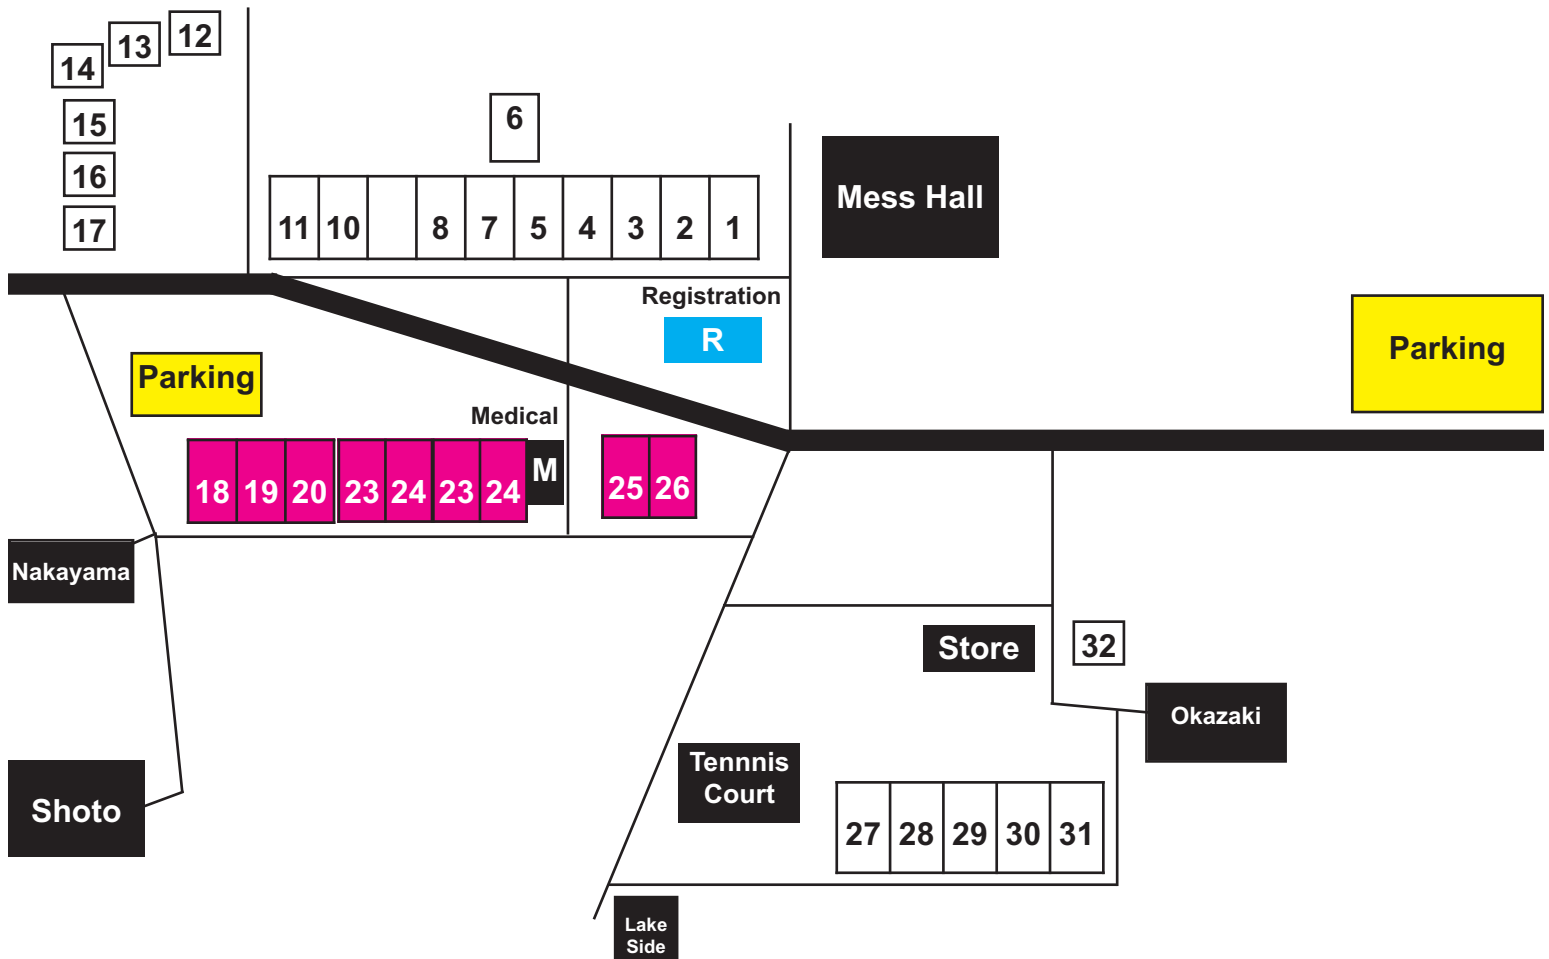 12
13
14
15
16
17
6
11 10 8 7 5 4 3 2 1
Mess Hall
Registration
R
Parking
Parking
Medical
M
18 19 20 23 24 23 24
25 26
Nakayama
Store
32
Okazaki
Tennnis
Court
Shoto
27 28 29 30 31
Lake
Side